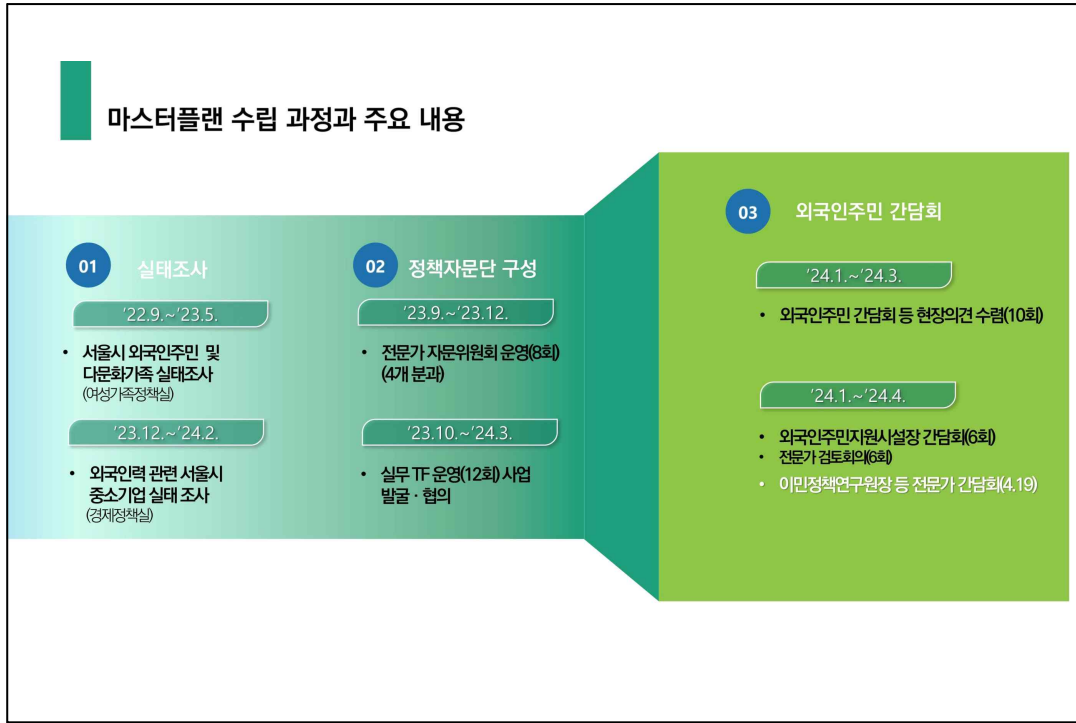 마스터플랜 수립 과정과 주요 내용
01 실태조사
'22.9.~'23.5.
• 서울시 외국인주민 및
다문화가족 실태조사
(여성가족정책실)
'23.12.~'24.2.
• 외국인력 관련 서울시
중소기업 실태 조사
(경제정책실)
02 정책자문단 구성
'23.9.~'23.12.
• 전문가 자문위원회 운영(8회)
(4개 분과)
'23.10.~'24.3.
• 실무 TF 운영(12회) 사업
발굴 · 협의
03 외국인주민 간담회
'24.1.~'24.3.
• 외국인주민 간담회 등 현장의견 수렴(10회)
'24.1.~'24.4.
• 외국인주민지원시설장 간담회(6회)
• 전문가 검토회의(6회)
• 이민정책연구원장 등 전문가 간담회(4.19)